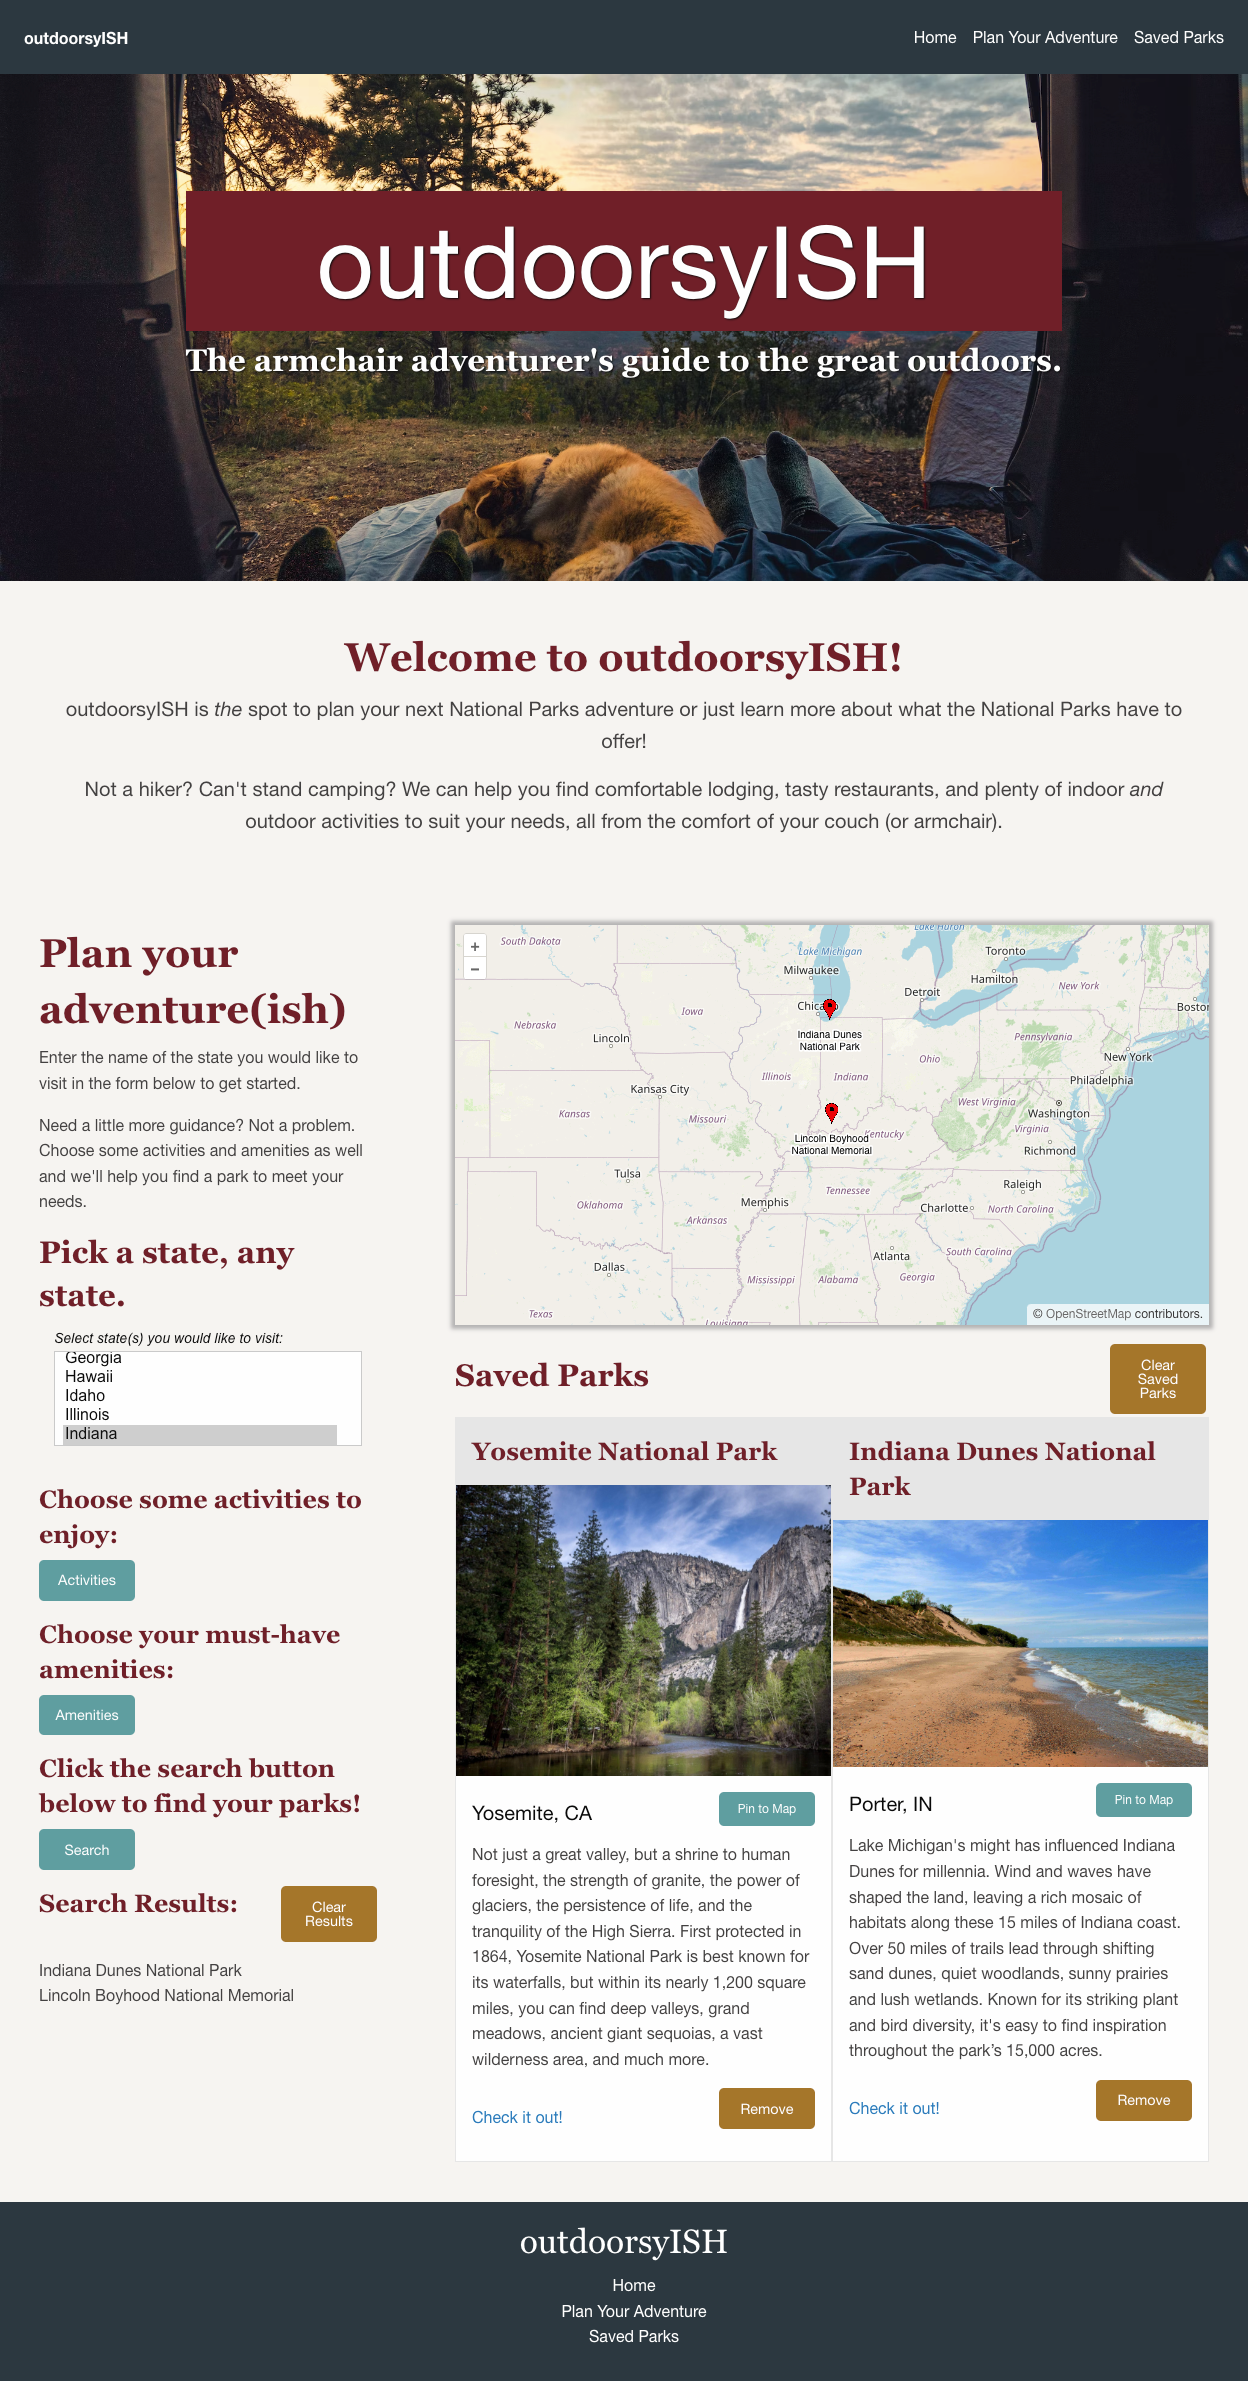 outdoorsyISH
Home Plan Your Adventure Saved Parks
outdoorsyISH
The armchair adventurer's guide to the great outdoors.
Welcome to outdoorsyISH!
outdoorsyISH is the spot to plan your next National Parks adventure or just learn more about what the National Parks have to
offer!
Not a hiker? Can't stand camping? We can help you find comfortable lodging, tasty restaurants, and plenty of indoor and
outdoor activities to suit your needs, all from the comfort of your couch (or armchair).
Plan your
adventure(ish)
Enter the name of the state you would like to
visit in the form below to get started.
Need a little more guidance? Not a problem.
Choose some activities and amenities as well
and we'll help you find a park to meet your
needs.
Pick a state, any
state.
Select state(s) you would like to visit:
Georgia
Hawaii
Idaho
Illinois
Indiana
Choose some activities to
enjoy:
Activities
Choose your must-have
amenities:
Amenities
Click the search button
below to find your parks!
Search
Search Results:
Clear
Results
Indiana Dunes National Park
Lincoln Boyhood National Memorial
+
−
South Dakota
Lake Huron
Lake Michigan
Toronto
Milwaukee
Hamilton
New York
Detroit
Chicago
Boston
Iowa
Nebraska
Lincoln
Indiana Dunes
National Park
Pennsylvania
New York
Ohio
Illinois
Indiana
Philadelphia
Kansas City
West Virginia
Washington
Kansas
Missouri
Virginia
Lincoln Boyhood
National Memorial
Kentucky
Richmond
Tulsa
Raleigh
Tennessee
Oklahoma
Memphis
Charlotte
North Carolina
Arkansas
Atlanta
South Carolina
Dallas
Mississippi
Alabama
Georgia
Texas
Louisiana
© OpenStreetMap contributors.
Saved Parks
Clear
Saved
Parks
Yosemite National Park
Yosemite, CA
Pin to Map
Not just a great valley, but a shrine to human
foresight, the strength of granite, the power of
glaciers, the persistence of life, and the
tranquility of the High Sierra. First protected in
1864, Yosemite National Park is best known for
its waterfalls, but within its nearly 1,200 square
miles, you can find deep valleys, grand
meadows, ancient giant sequoias, a vast
wilderness area, and much more.
Check it out!
Remove
Indiana Dunes National
Park
Porter, IN
Pin to Map
Lake Michigan's might has influenced Indiana
Dunes for millennia. Wind and waves have
shaped the land, leaving a rich mosaic of
habitats along these 15 miles of Indiana coast.
Over 50 miles of trails lead through shifting
sand dunes, quiet woodlands, sunny prairies
and lush wetlands. Known for its striking plant
and bird diversity, it's easy to find inspiration
throughout the park’s 15,000 acres.
Check it out!
Remove
outdoorsyISH
Home
Plan Your Adventure
Saved Parks